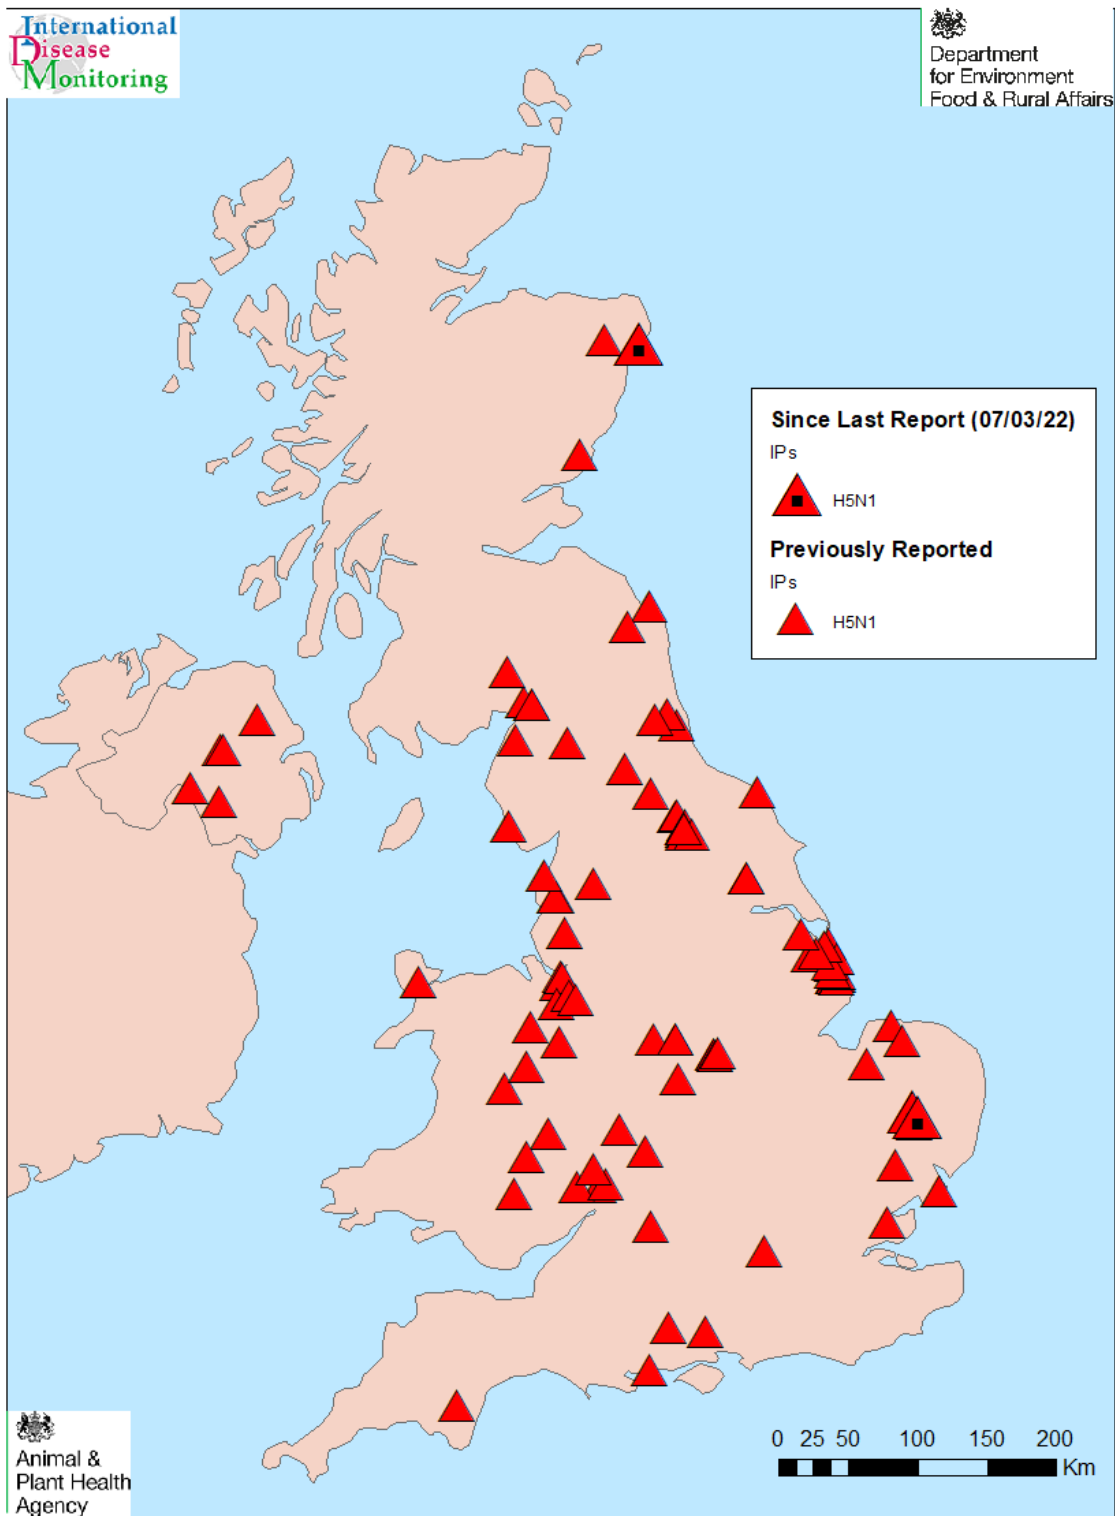 International
Disease
Monitoring
Department
for Environment
Food & Rural Affairs
Since Last Report (07/03/22)
IPs
H5N1
Previously Reported
IPs
H5N1
0 25 50 100 150 200
Km
Animal &
Plant Health
Agency